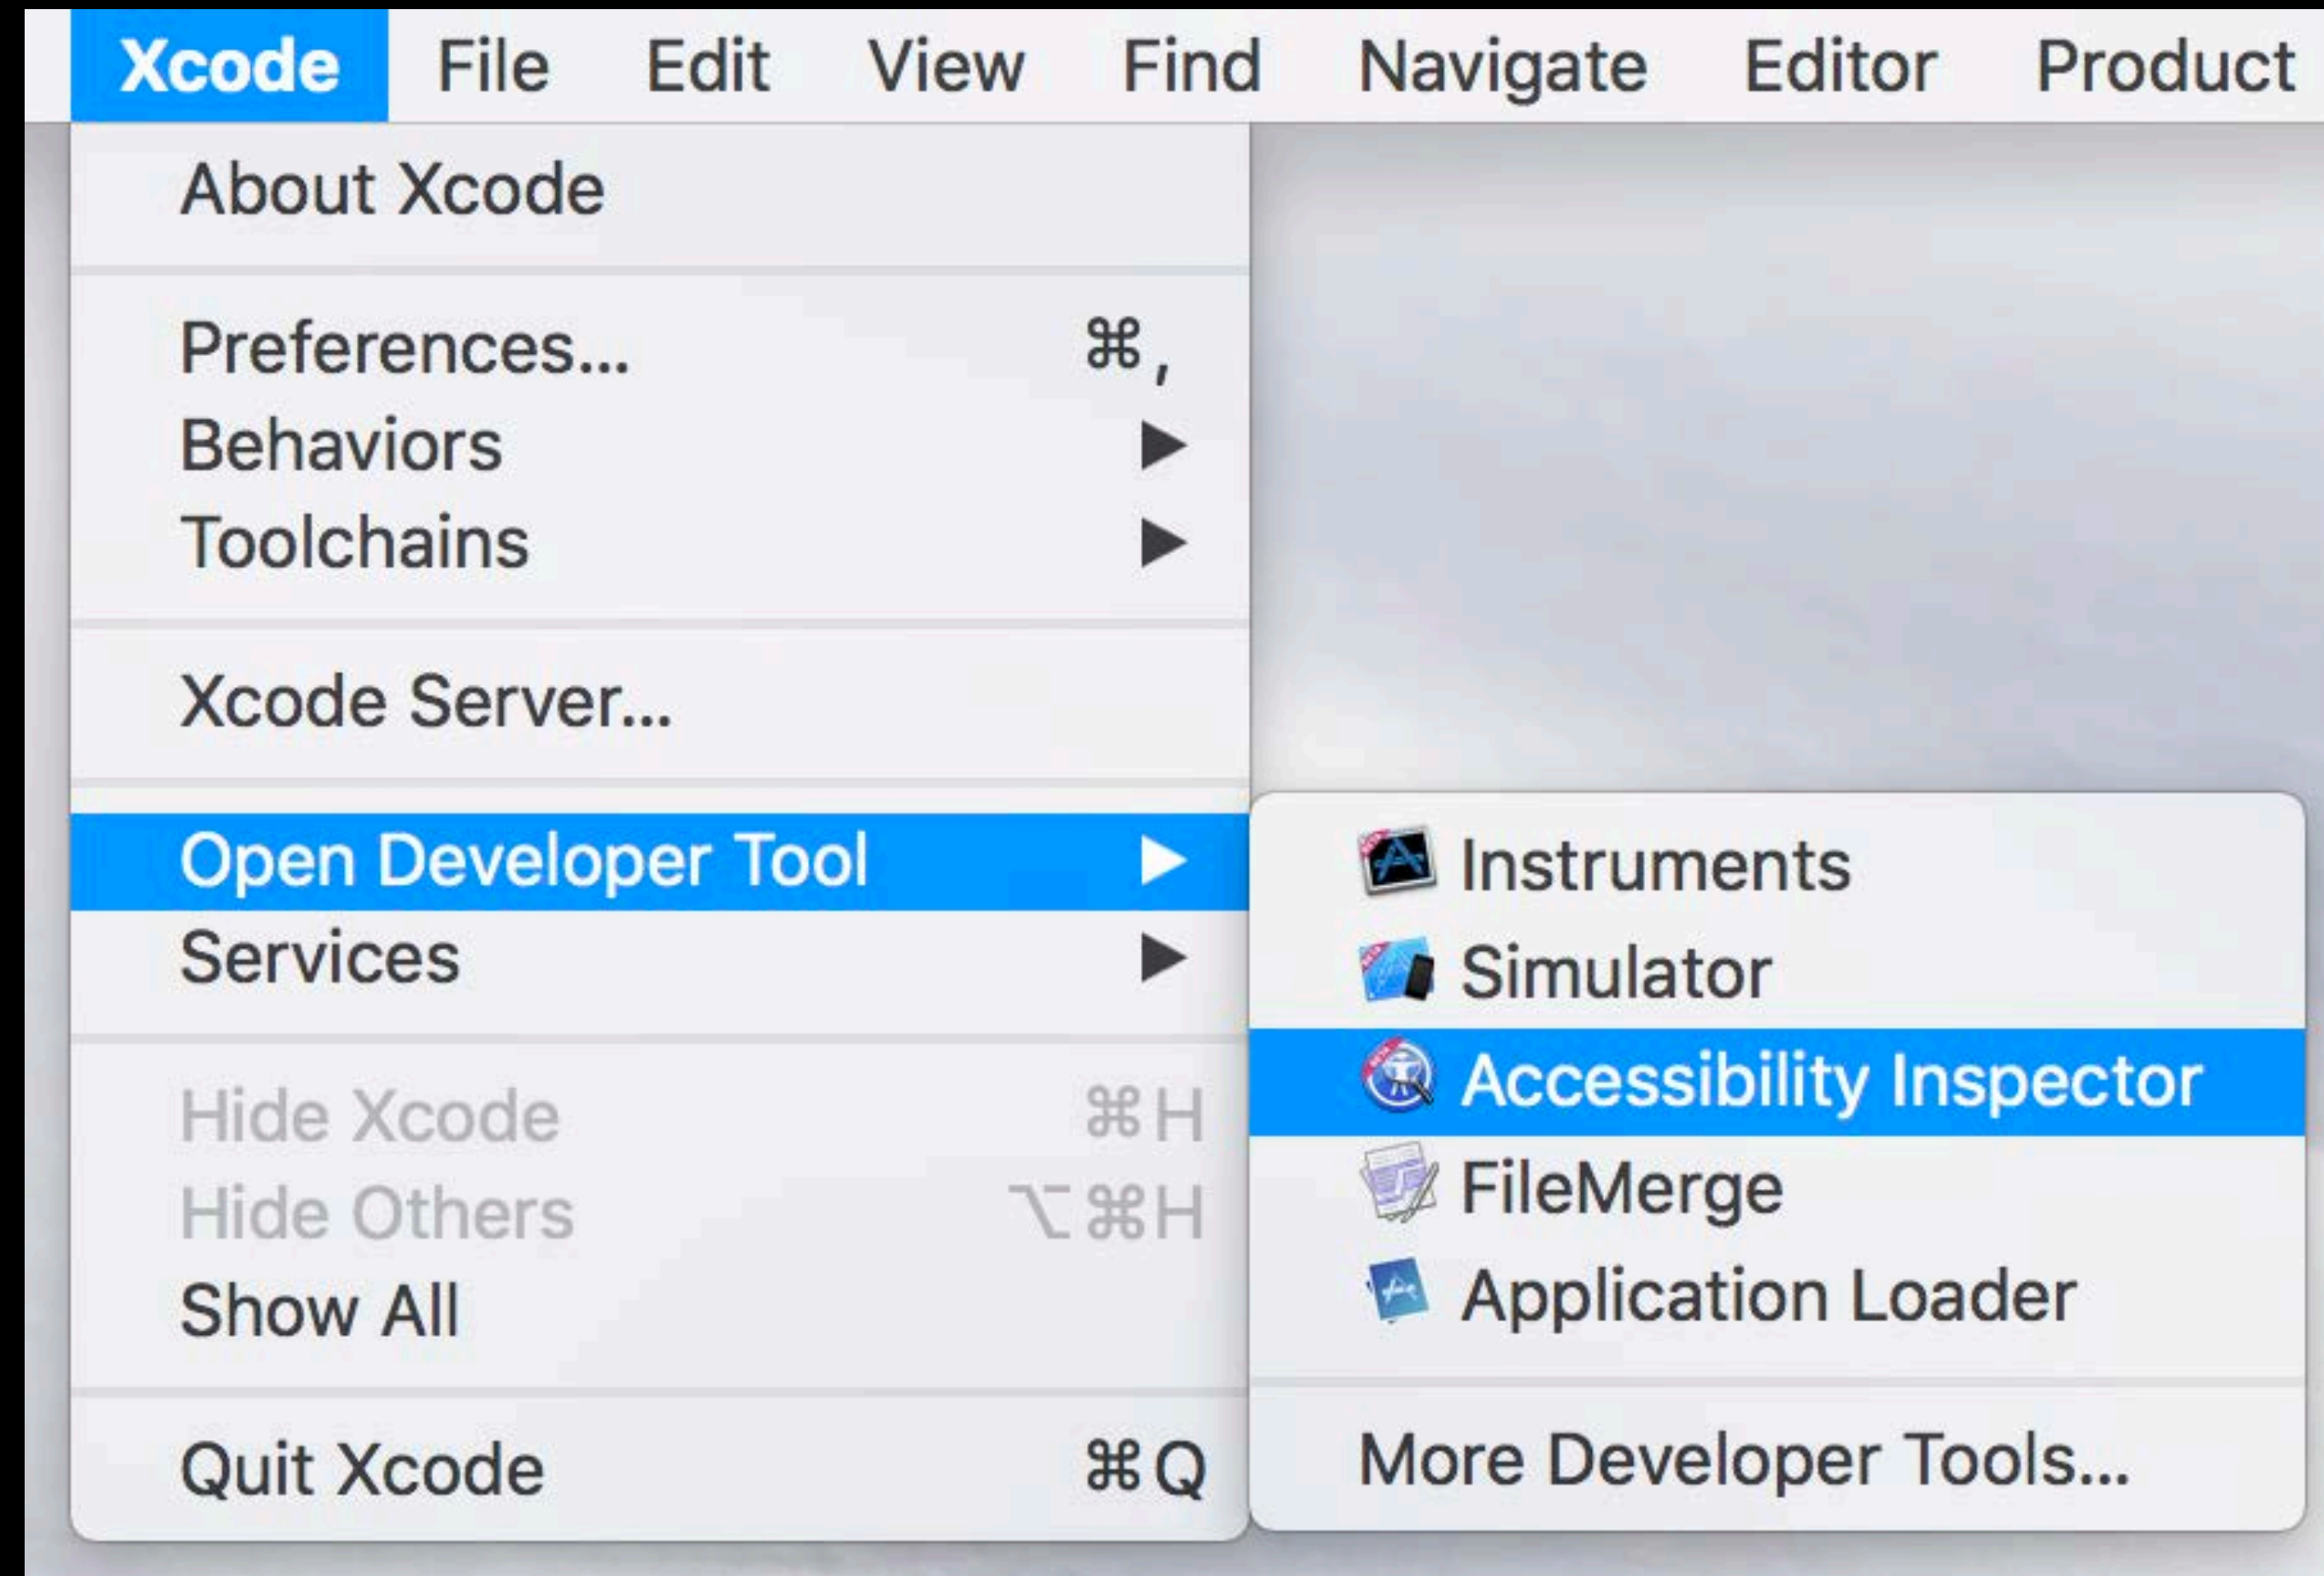 Xcode File Edit View Find Navigate Editor Product
About Xcode
Preferences... ⌘,
Behaviors ▶
Toolchains ▶
Xcode Server...
Open Developer Tool ▶
Services ▶
Hide Xcode ⌘H
Hide Others ⌥⌘H
Show All
Quit Xcode ⌘Q
Instruments
Simulator
Accessibility Inspector
FileMerge
Application Loader
More Developer Tools...